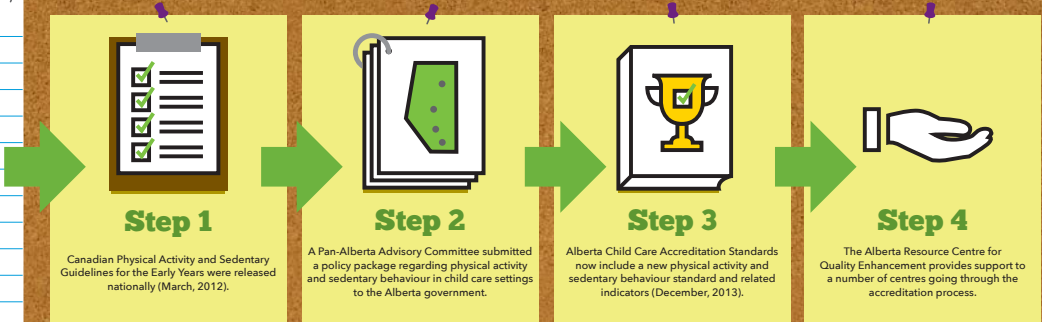 Step 1
Canadian Physical Activity and Sedentary
Guidelines for the Early Years were released
nationally (March, 2012).
Step 2
A Pan-Alberta Advisory Committee submitted
a policy package regarding physical activity
and sedentary behaviour in child care settings
to the Alberta government.
Step 3
Alberta Child Care Accreditation Standards
now include a new physical activity and
sedentary behaviour standard and related
indicators (December, 2013).
Step 4
The Alberta Resource Centre for
Quality Enhancement provides support to
a number of centres going through the
accreditation process.